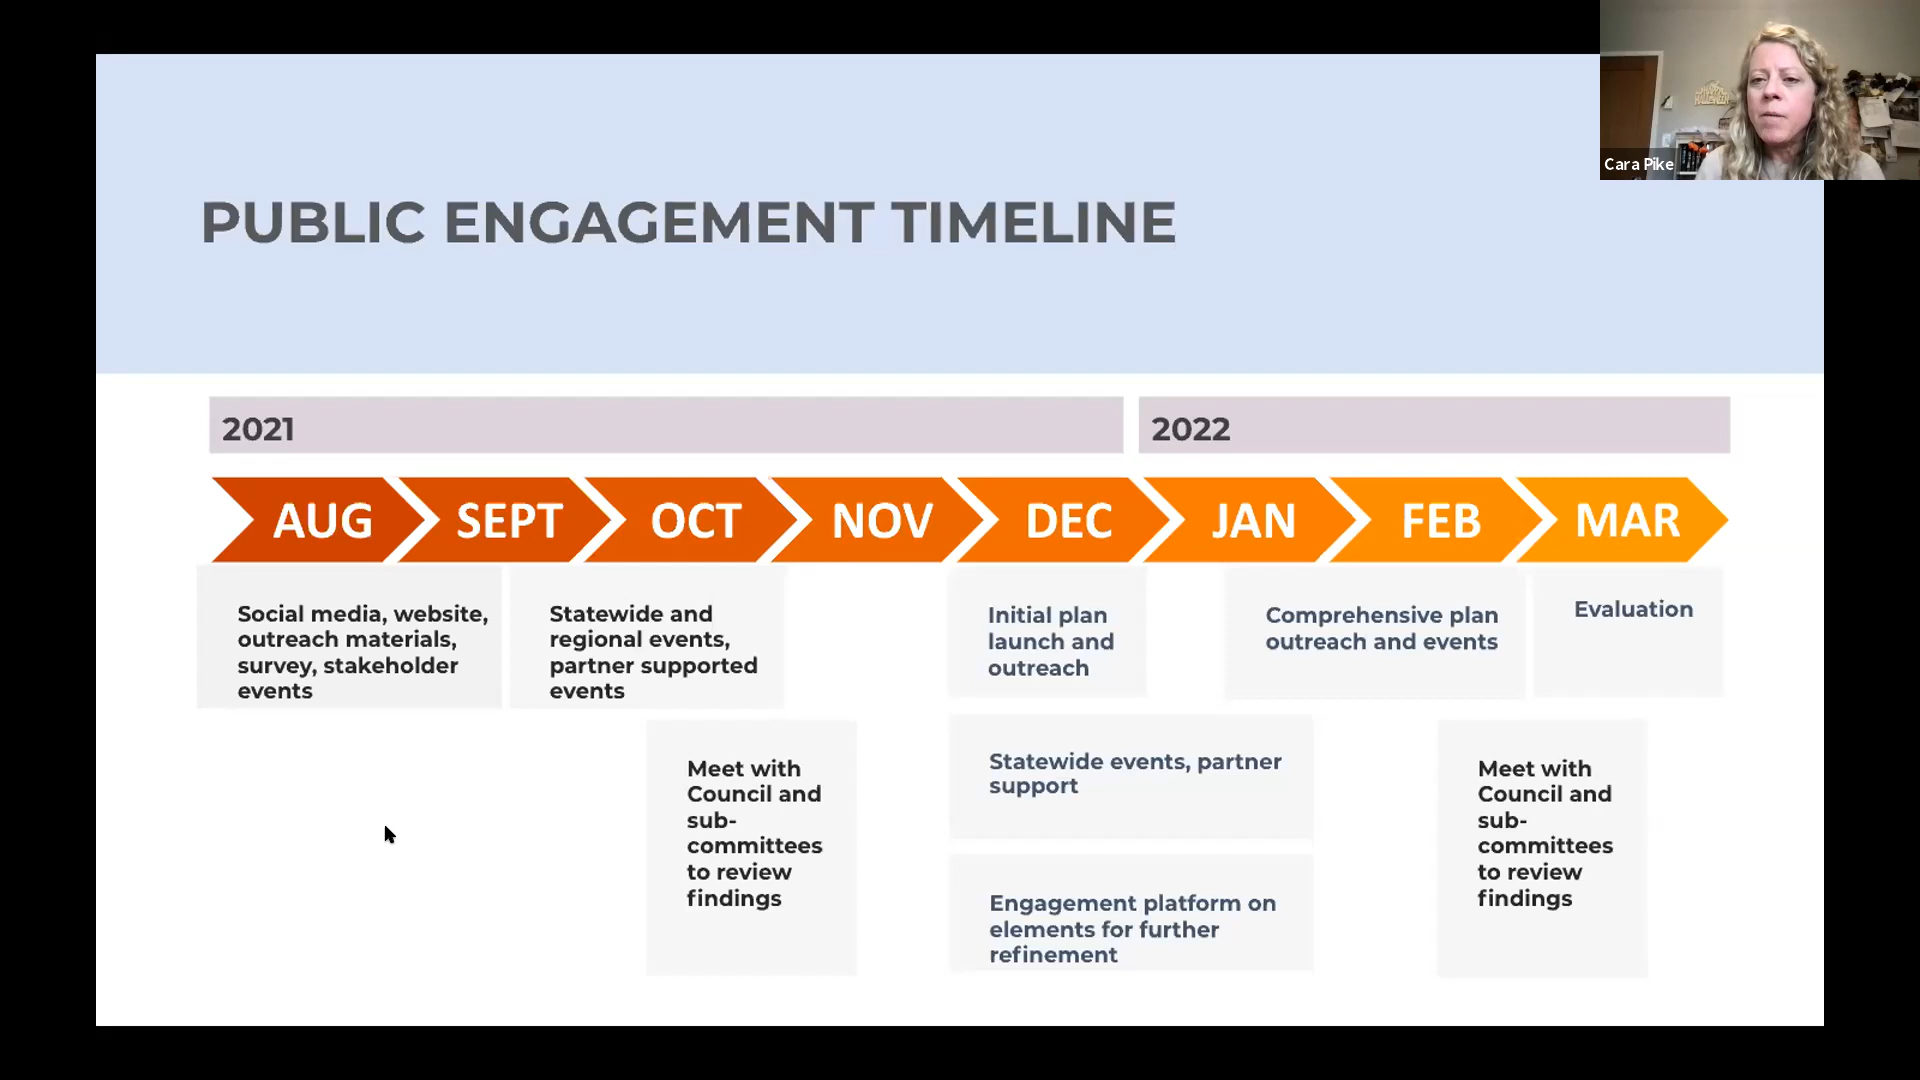 Cara Pike
PUBLIC ENGAGEMENT TIMELINE
2021
2022
AUG
SEPT
OCT
NOV
DEC
JAN
FEB
MAR
Social media, website,
outreach materials,
survey, stakeholder
events
Statewide and
regional events,
partner supported
events
Initial plan
launch and
outreach
Comprehensive plan
outreach and events
Evaluation
Meet with
Council and
sub-
committees
to review
findings
Statewide events, partner
support
Engagement platform on
elements for further
refinement
Meet with
Council and
sub-
committees
to review
findings